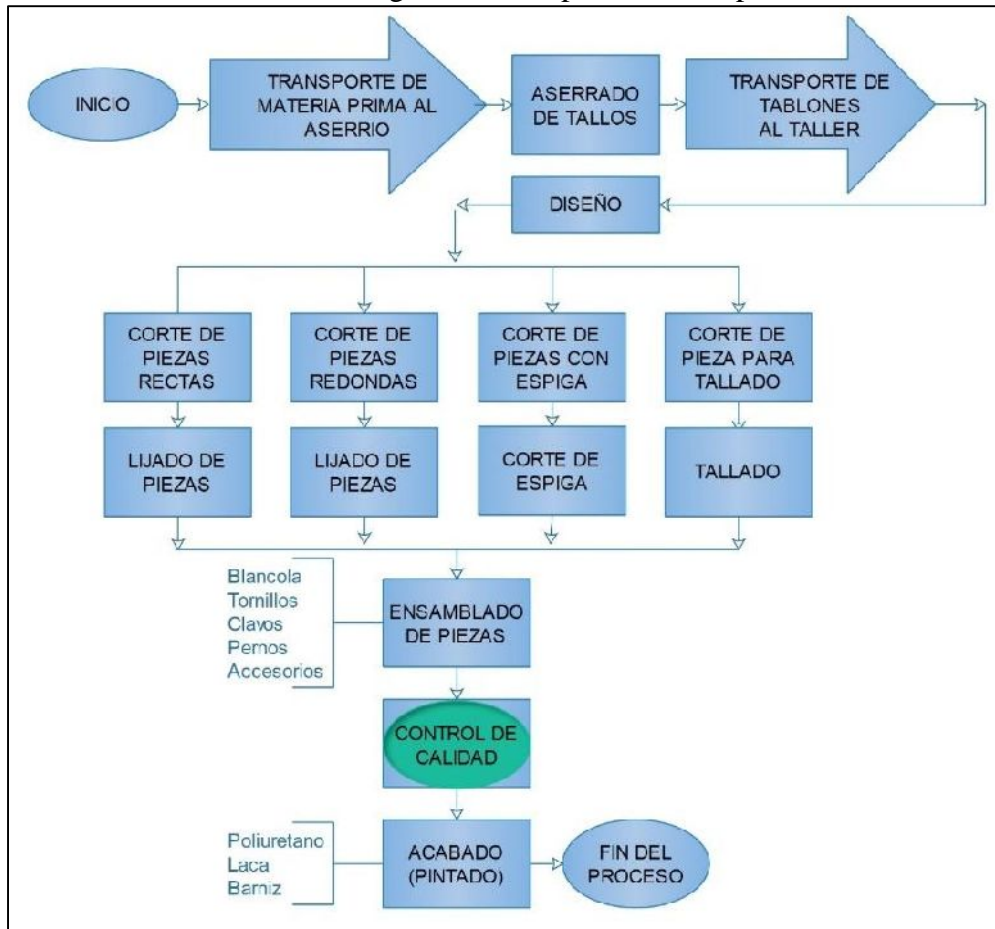 INICIO
TRANSPORTE DE
MATERIA PRIMA AL
ASERRIO
ASERRADO
DE TALLOS
TRANSPORTE DE
TABLONES
AL TALLER
DISEÑO
CORTE DE
PIEZAS
RECTAS
CORTE DE
PIEZAS
REDONDAS
CORTE DE
PIEZAS CON
ESPIGA
CORTE DE
PIEZA PARA
TALLADO
LIJADO DE
PIEZAS
LIJADO DE
PIEZAS
CORTE DE
ESPIGA
TALLADO
Blancola
Tornillos
Clavos
Pernos
Accesorios
ENSAMBLADO
DE PIEZAS
CONTROL DE
CALIDAD
Poliuretano
Laca
Barniz
ACABADO
(PINTADO)
FIN DEL
PROCESO